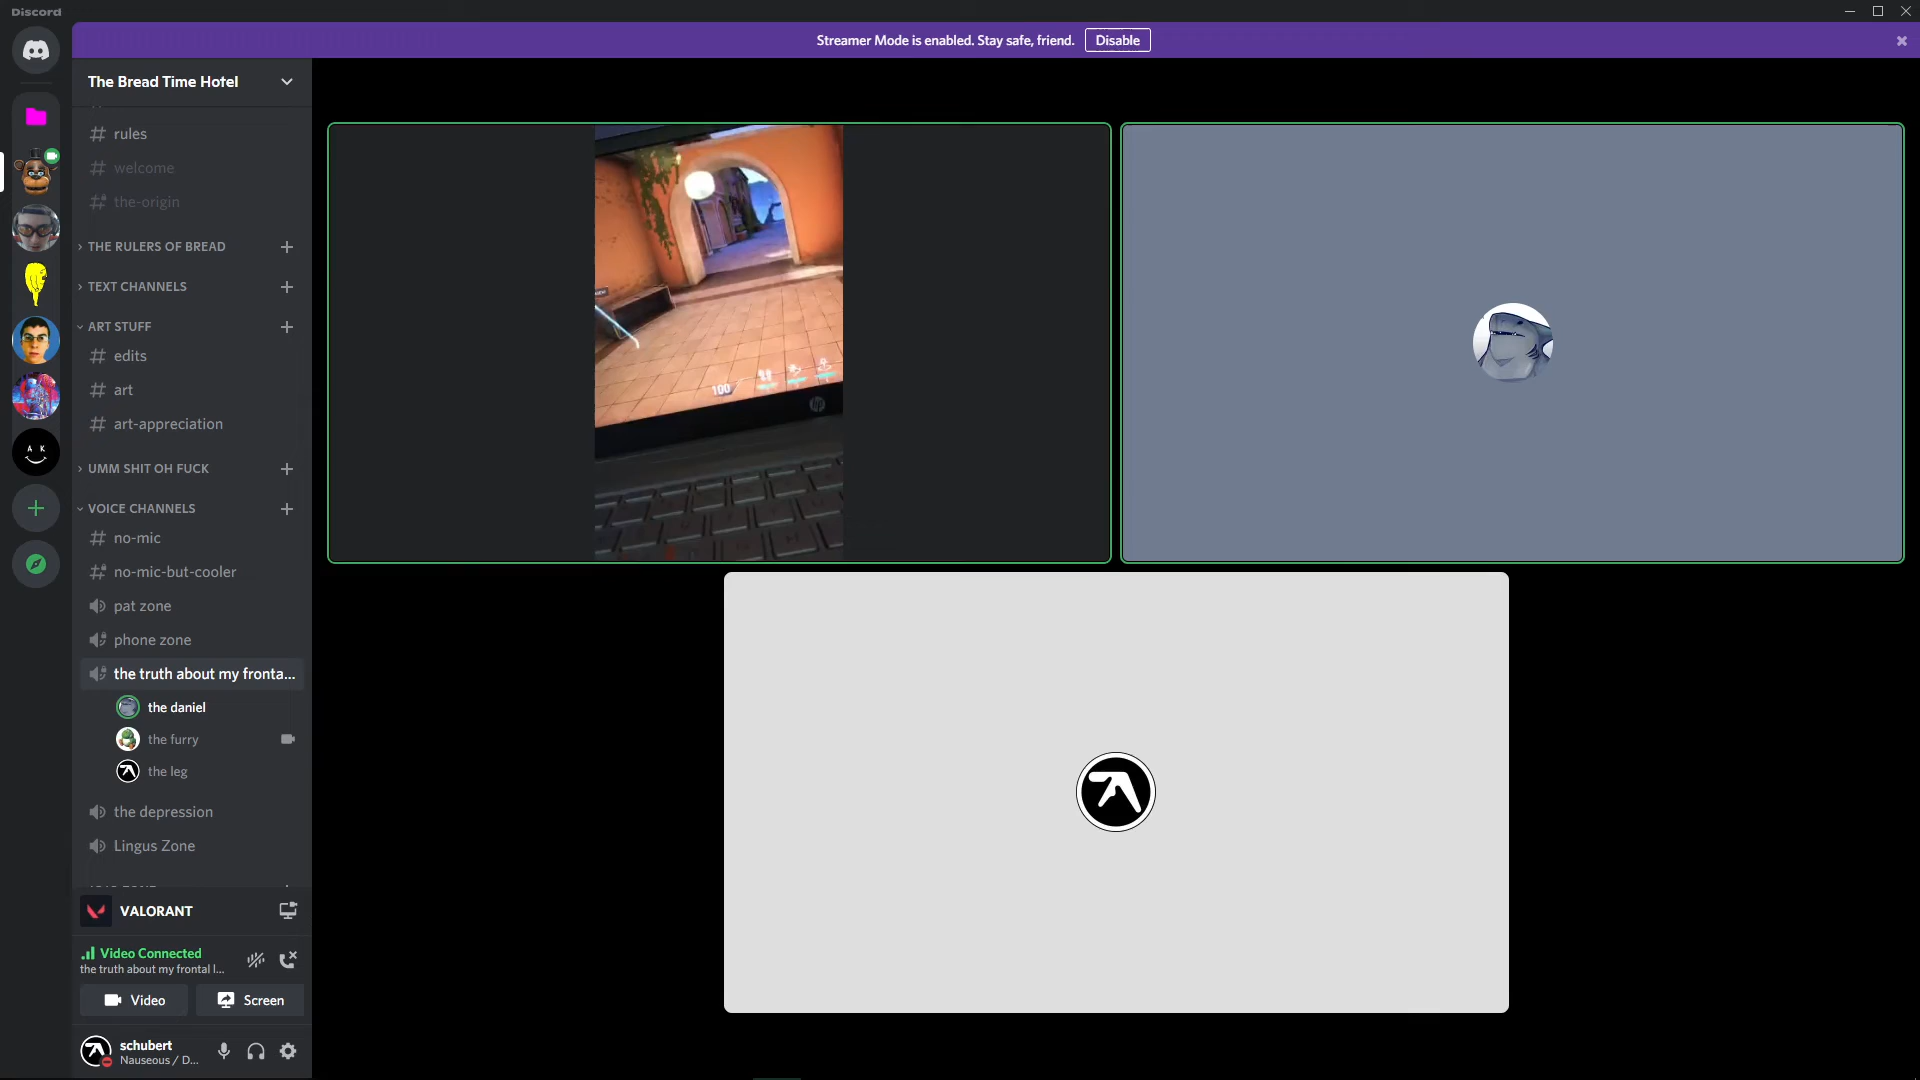 Discord
Streamer Mode is enabled. Stay safe, friend.
Disable
The Bread Time Hotel
rules
welcome
the-origin
THE RULERS OF BREAD
TEXT CHANNELS
ART STUFF
edits
art
art-appreciation
UMM SHIT OH FUCK
VOICE CHANNELS
no-mic
no-mic-but-cooler
pat zone
phone zone
the truth about my fronta...
the daniel
the furry
the leg
the depression
Lingus Zone
VALORANT
Video Connected
the truth about my frontal l...
Video
Screen
schubert
Nauseous / D...
100
hp
A K